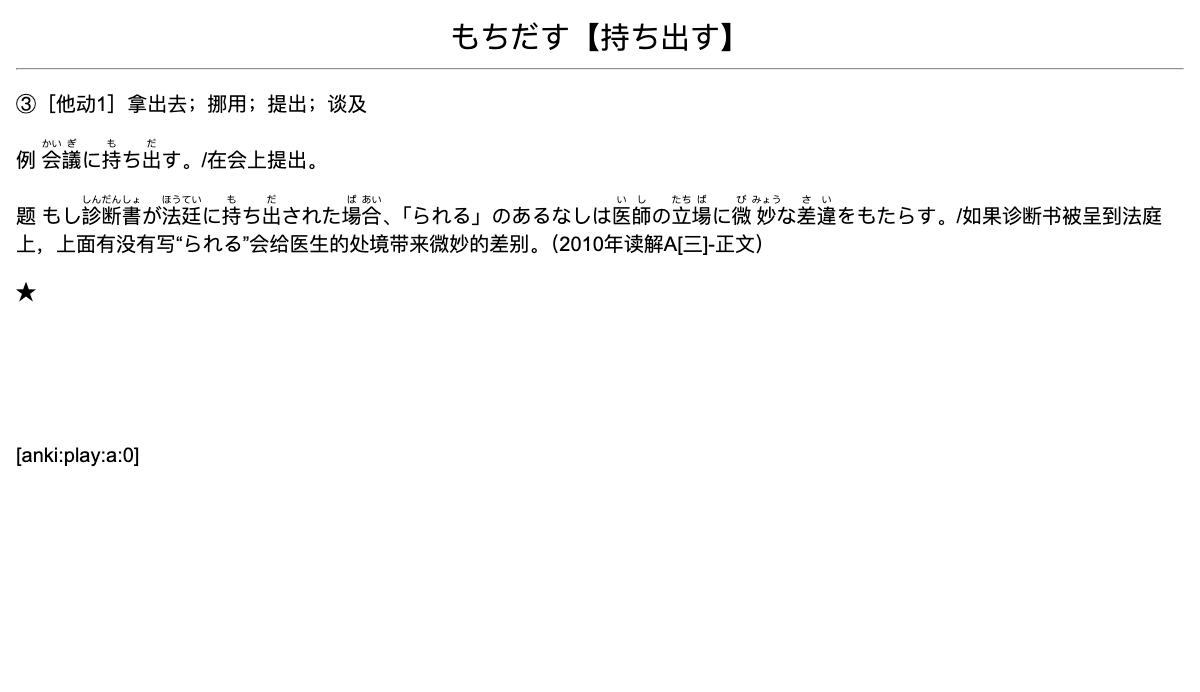 もちだす【持ち出す】
③［他动1］拿出去；挪用；提出；谈及
かい ぎ も だ
例 会議に持ち出す。/在会上提出。
しんだんしょ ほうてい も だ ば あい い し たち ば び みょう さ い
题 もし診断書が法廷に持ち出された場合、「られる」のあるなしは医師の立場に微妙な差違をもたらす。/如果诊断书被呈到法庭
上，上面有没有写“られる”会给医生的处境带来微妙的差别。（2010年读解A[三]-正文）
★
[anki:play:a:0]